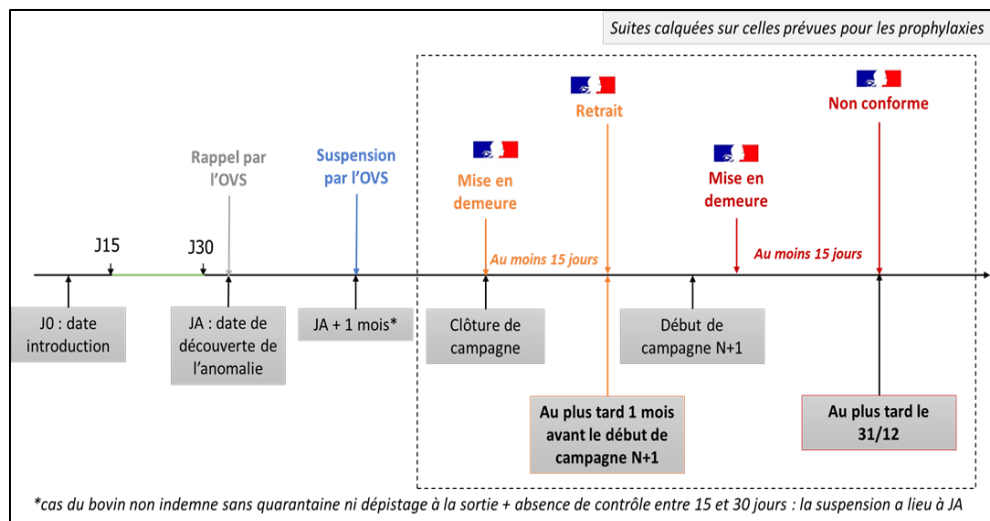 Suites calquées sur celles prévues pour les prophylaxies
Retrait
Non conforme
Rappel par
l'OVS
Suspension
par l'OVS
Mise en
demeure
Mise en
demeure
J15
J30
Au moins 15 jours
Au moins 15 jours
J0 : date
introduction
JA : date de
découverte de
l'anomalie
JA + 1 mois*
Clôture de
campagne
Début de
campagne N+1
Au plus tard 1 mois
avant le début de
campagne N+1
Au plus tard le
31/12
*cas du bovin non indemne sans quarantaine ni dépistage à la sortie + absence de contrôle entre 15 et 30 jours : la suspension a lieu à JA